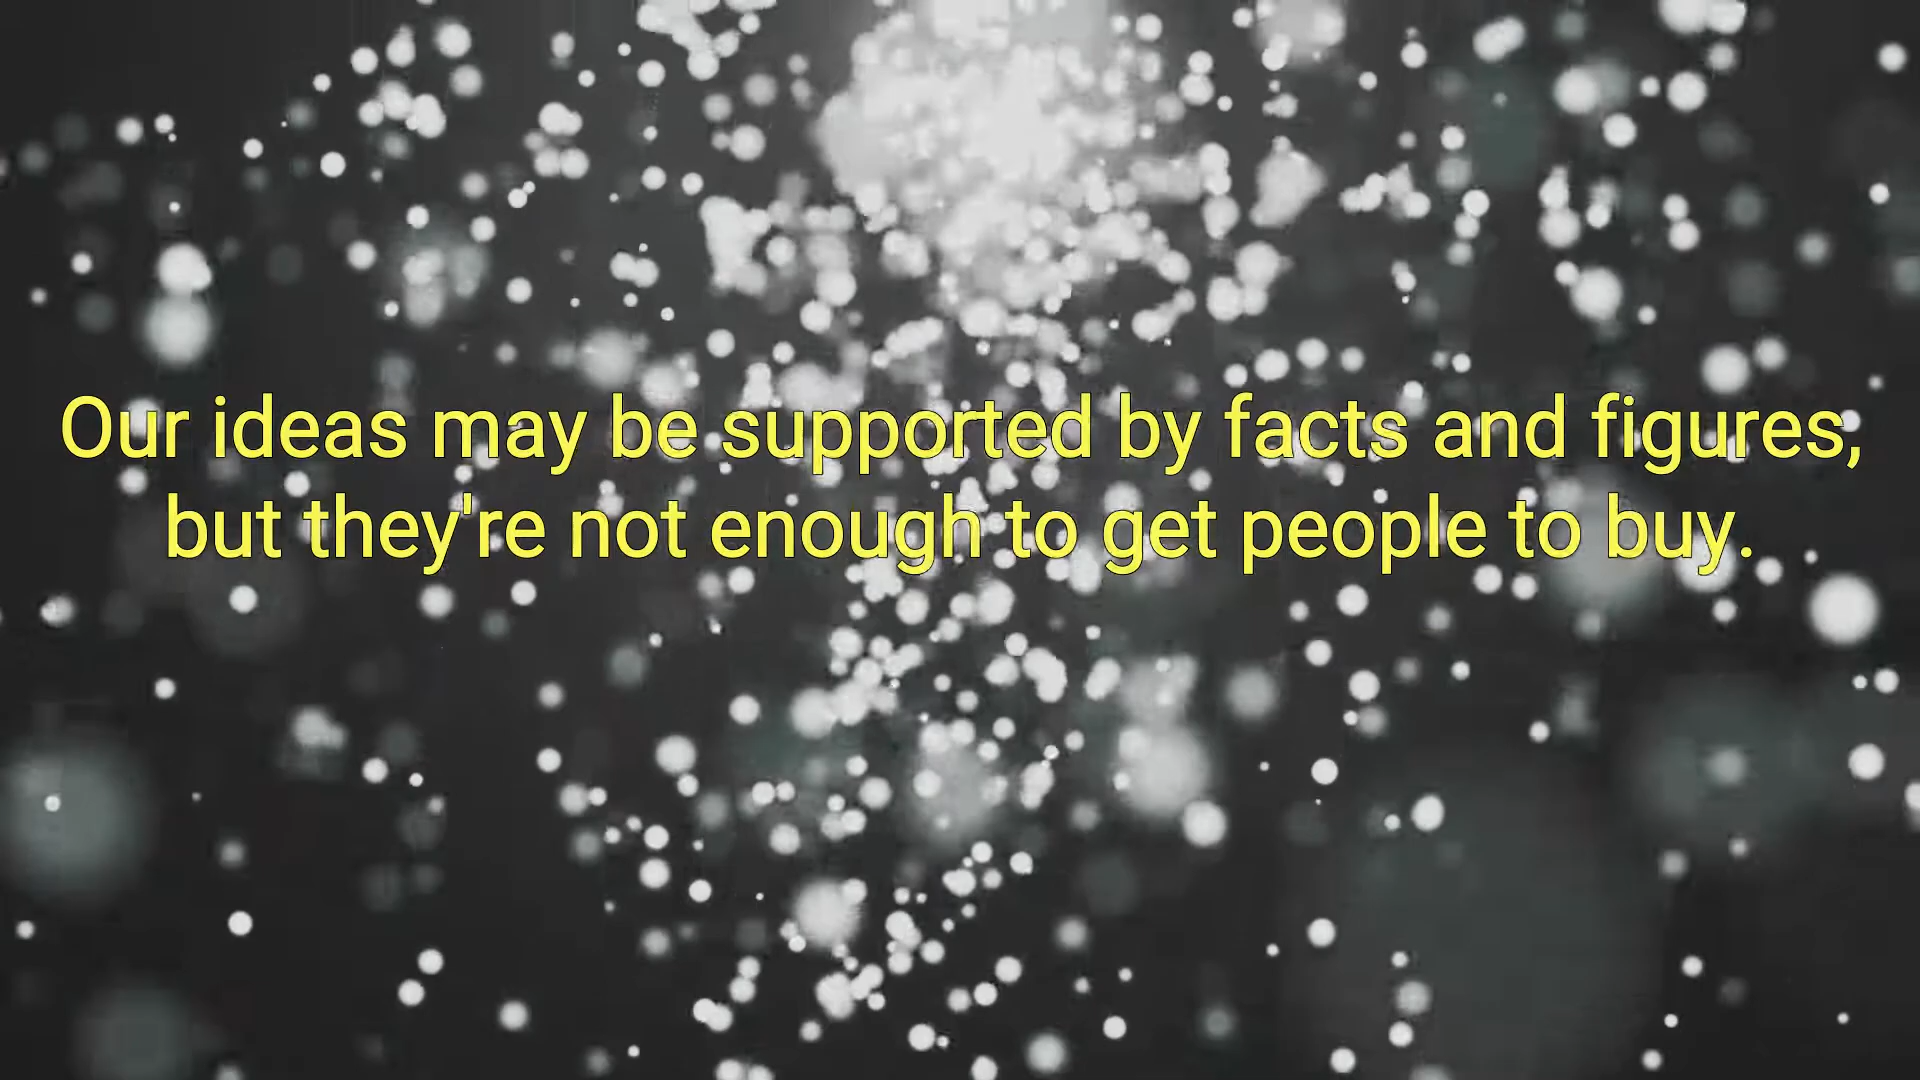 Our ideas may be supported by facts and figures,
but they're not enough to get people to buy.